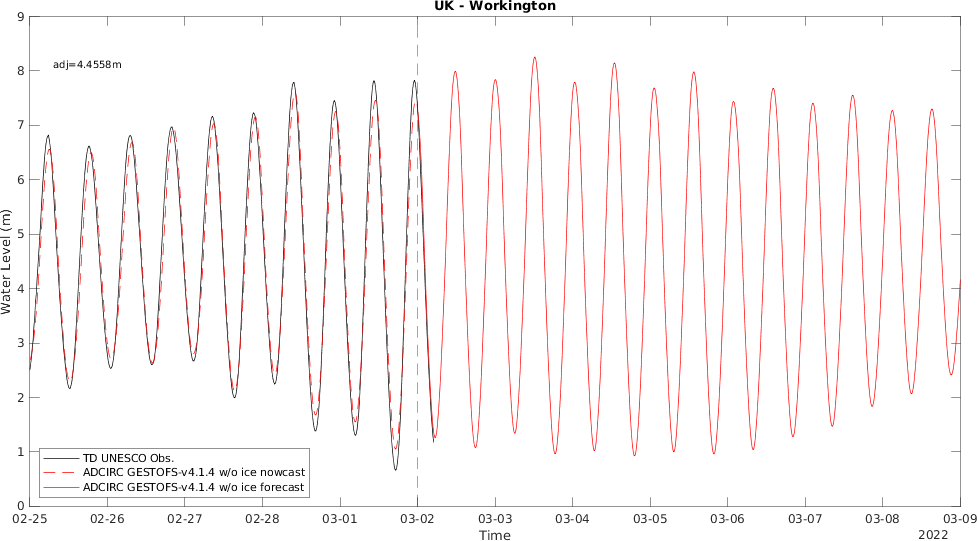 UK - Workington
9
8
7
6
5
4
3
2
1
0
adj=4.4558m
Water Level (m)
TD UNESCO Obs.
ADCIRC GESTOFS-v4.1.4 w/o ice nowcast
ADCIRC GESTOFS-v4.1.4 w/o ice forecast
02-25 02-26 02-27 02-28 03-01 03-02 03-03 03-04 03-05 03-06 03-07 03-08 03-09
Time
2022